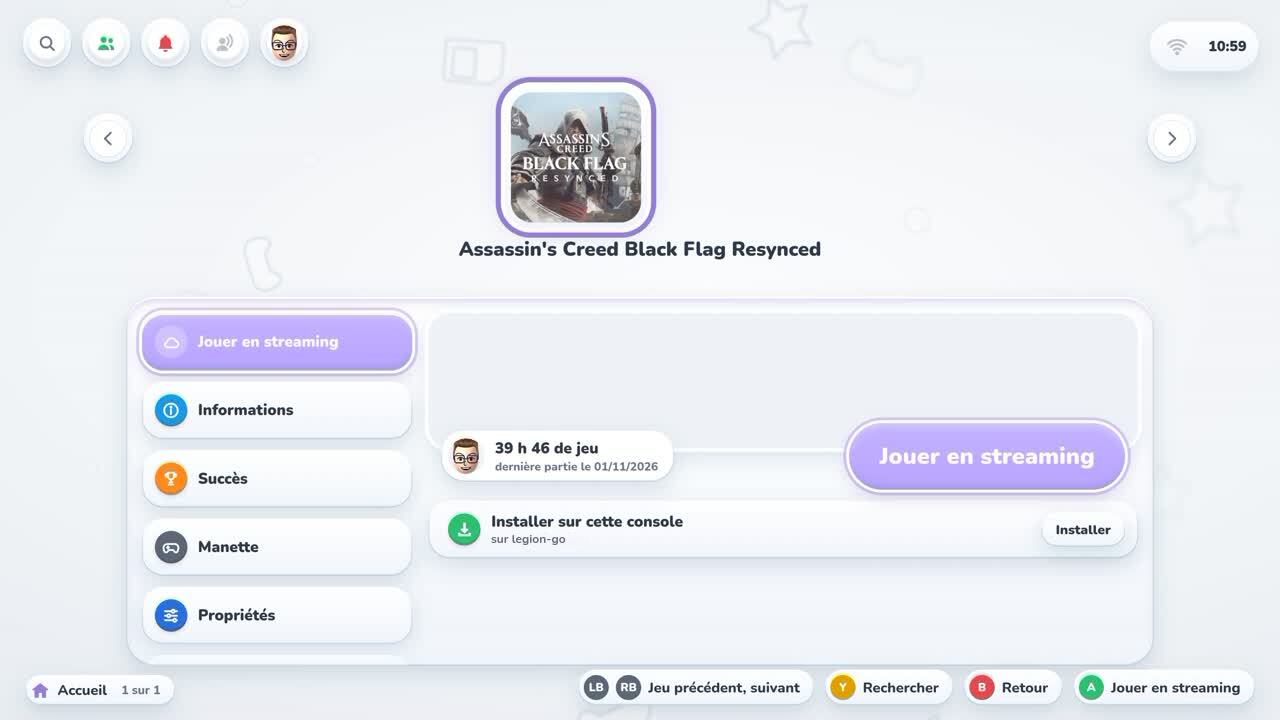 10:59
ASSASSIN'S
CREED
BLACK FLAG
RESYNCED
Assassin's Creed Black Flag Resynced
Jouer en streaming
Informations
Succès
Manette
Propriétés
39 h 46 de jeu
dernière partie le 01/11/2026
Jouer en streaming
Installer sur cette console
sur legion-go
Installer
Accueil 1 sur 1
LB RB Jeu précédent, suivant
Y Rechercher
B Retour
A Jouer en streaming